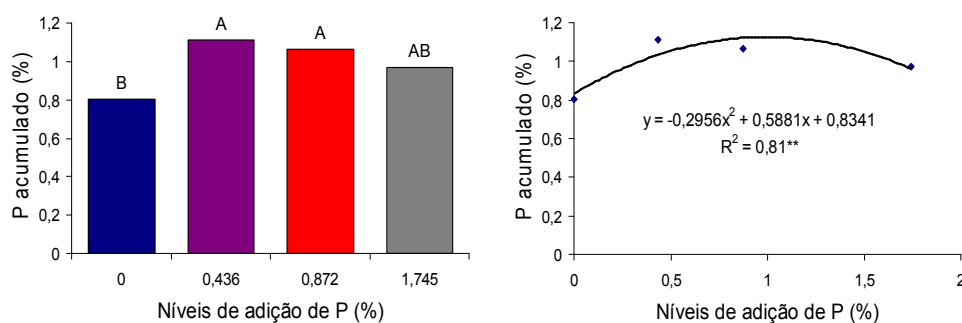 P acumulado (%)
1,2
1
0,8
0,6
0,4
0,2
0
B
A
A
AB
0
0,436
0,872
1,745
Níveis de adição de P (%)
P acumulado (%)
1,2
1
0,8
0,6
0,4
0,2
0
y = -0,2956x² + 0,5881x + 0,8341
R² = 0,81**
0
0,5
1
1,5
2
Níveis de adição de P (%)